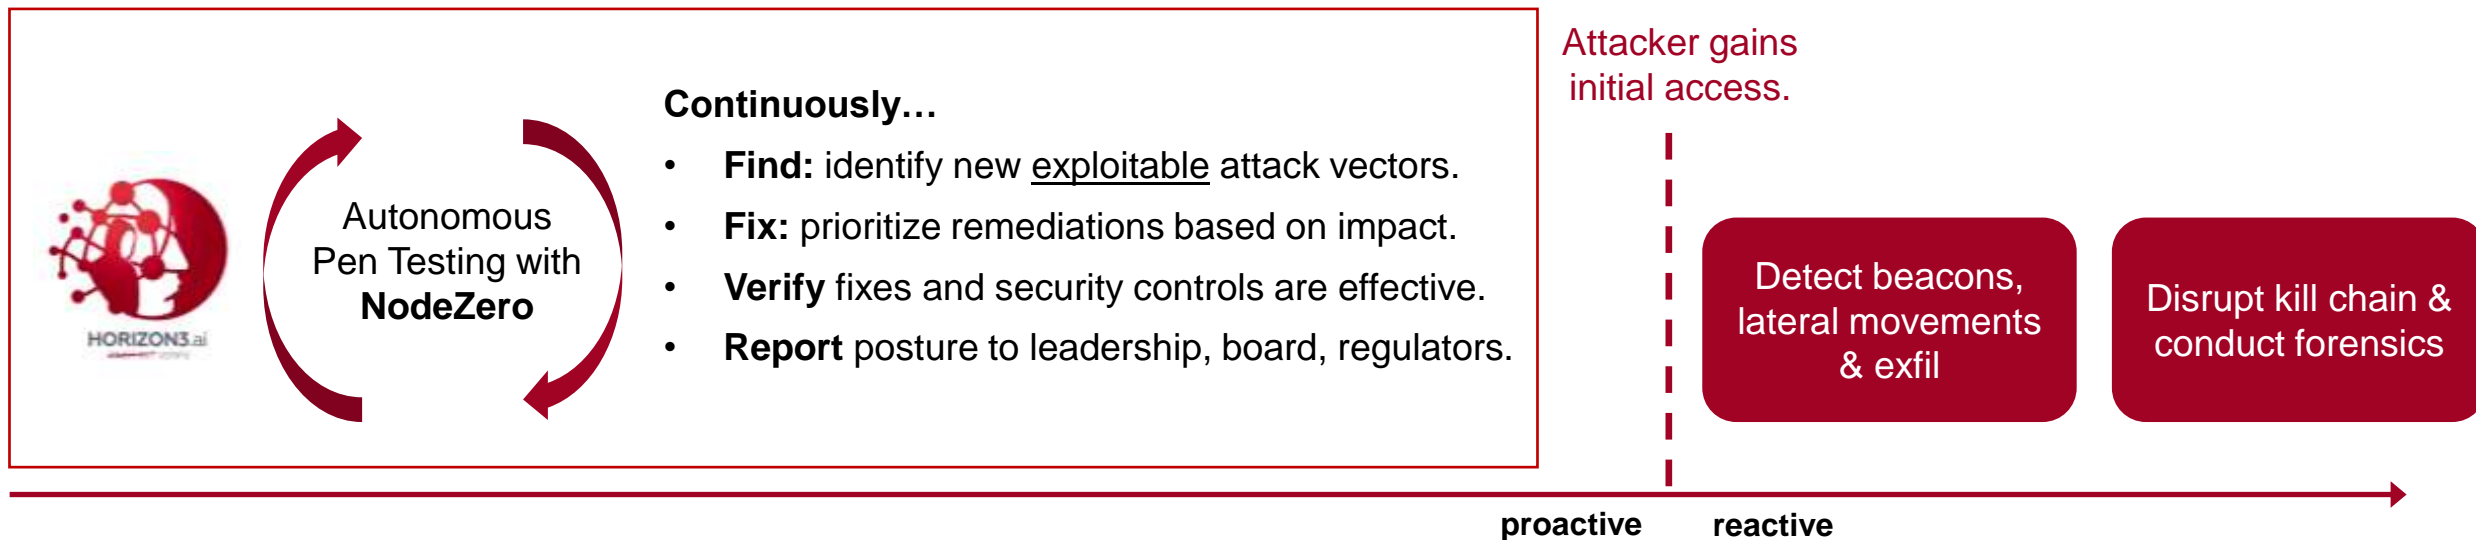 HORIZON3.ai
Autonomous
Pen Testing with
NodeZero
Continuously…
• Find: identify new exploitable attack vectors.
• Fix: prioritize remediations based on impact.
• Verify fixes and security controls are effective.
• Report posture to leadership, board, regulators.
Attacker gains
initial access.
Detect beacons,
lateral movements
& exfil
Disrupt kill chain &
conduct forensics
proactive
reactive